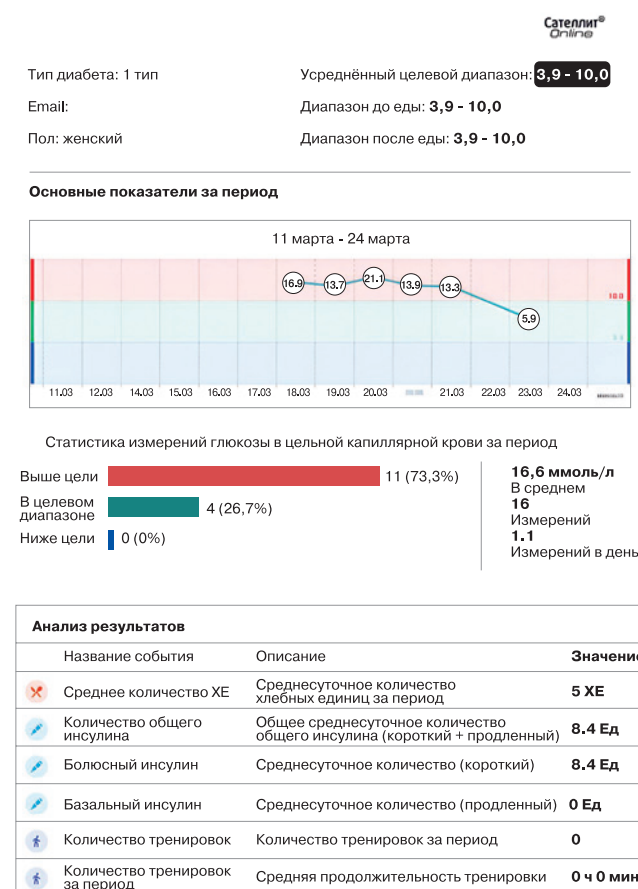 Сателлит®
Online
Тип диабета: 1 тип
Усреднённый целевой диапазон: 3,9 - 10,0
Email:
Диапазон до еды: 3,9 - 10,0
Пол: женский
Диапазон после еды: 3,9 - 10,0
Основные показатели за период
11 марта - 24 марта
16.9 13.7 21.1 13.9 13.3 5.9
10.0
11.03 12.03 14.03 15.03 16.03 17.03 18.03 19.03 20.03 21.03 22.03 23.03 24.03
Статистика измерений глюкозы в цельной капиллярной крови за период
Выше цели 11 (73,3%)
В целевом
диапазоне
4 (26,7%)
Ниже цели 0 (0%)
16,6 ммоль/л
В среднем
16
Измерений
1.1
Измерений в день
Анализ результатов
Название события Описание Значение
Среднее количество ХЕ
Среднесуточное количество
хлебных единиц за период
5 ХЕ
Количество общего
инсулина
Общее среднесуточное количество
общего инсулина (короткий + продленный)
8.4 Ед
Болюсный инсулин Среднесуточное количество (короткий) 8.4 Ед
Базальный инсулин Среднесуточное количество (продленный) 0 Ед
Количество тренировок Количество тренировок за период 0
Количество тренировок
за период
Средняя продолжительность тренировки 0 ч 0 мин